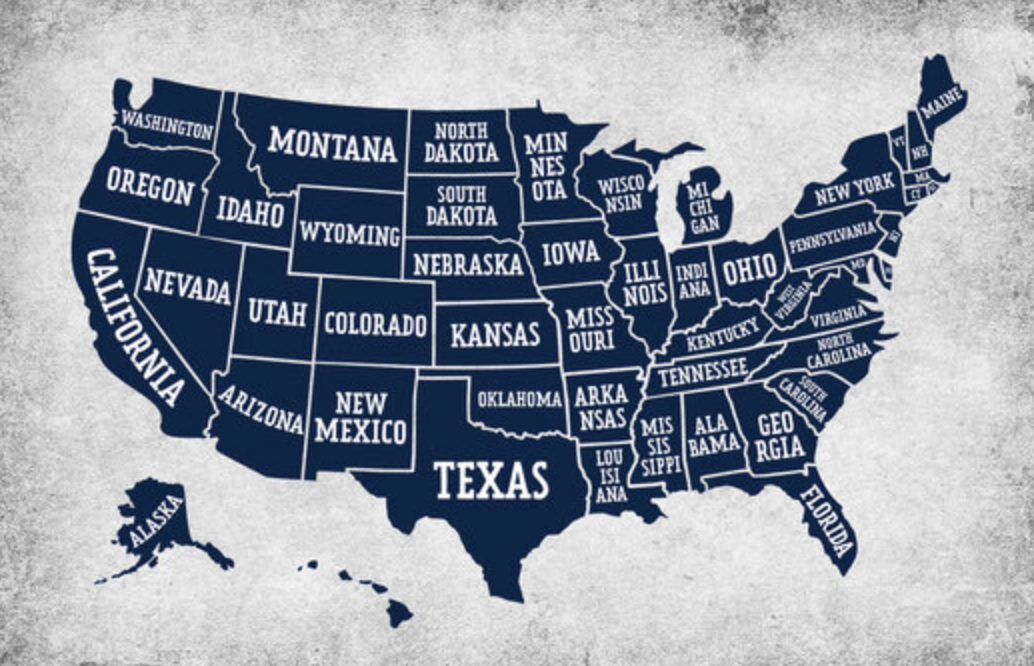 WASHINGTON
MONTANA
NORTH
DAKOTA
MIN
NES
OTA
WISCO
NSIN
MI
CHI
GAN
MAINE
VT
NH
MA
CT
NEW YORK
OREGON
IDAHO
WYOMING
SOUTH
DAKOTA
IOWA
ILLI
NOIS
INDI
ANA
OHIO
PENNSYLVANIA
NJ
MD
WEST
VIRGINIA
VIRGINIA
CALIFORNIA
NEVADA
UTAH
COLORADO
NEBRASKA
KANSAS
MISS
OURI
KENTUCKY
NORTH
CAROLINA
TENNESSEE
SOUTH
CAROLINA
ARIZONA
NEW
MEXICO
OKLAHOMA
ARKA
NSAS
MIS
SIS
SIPPI
ALA
BAMA
GEO
RGIA
TEXAS
LOU
ISI
ANA
FLORIDA
ALASKA